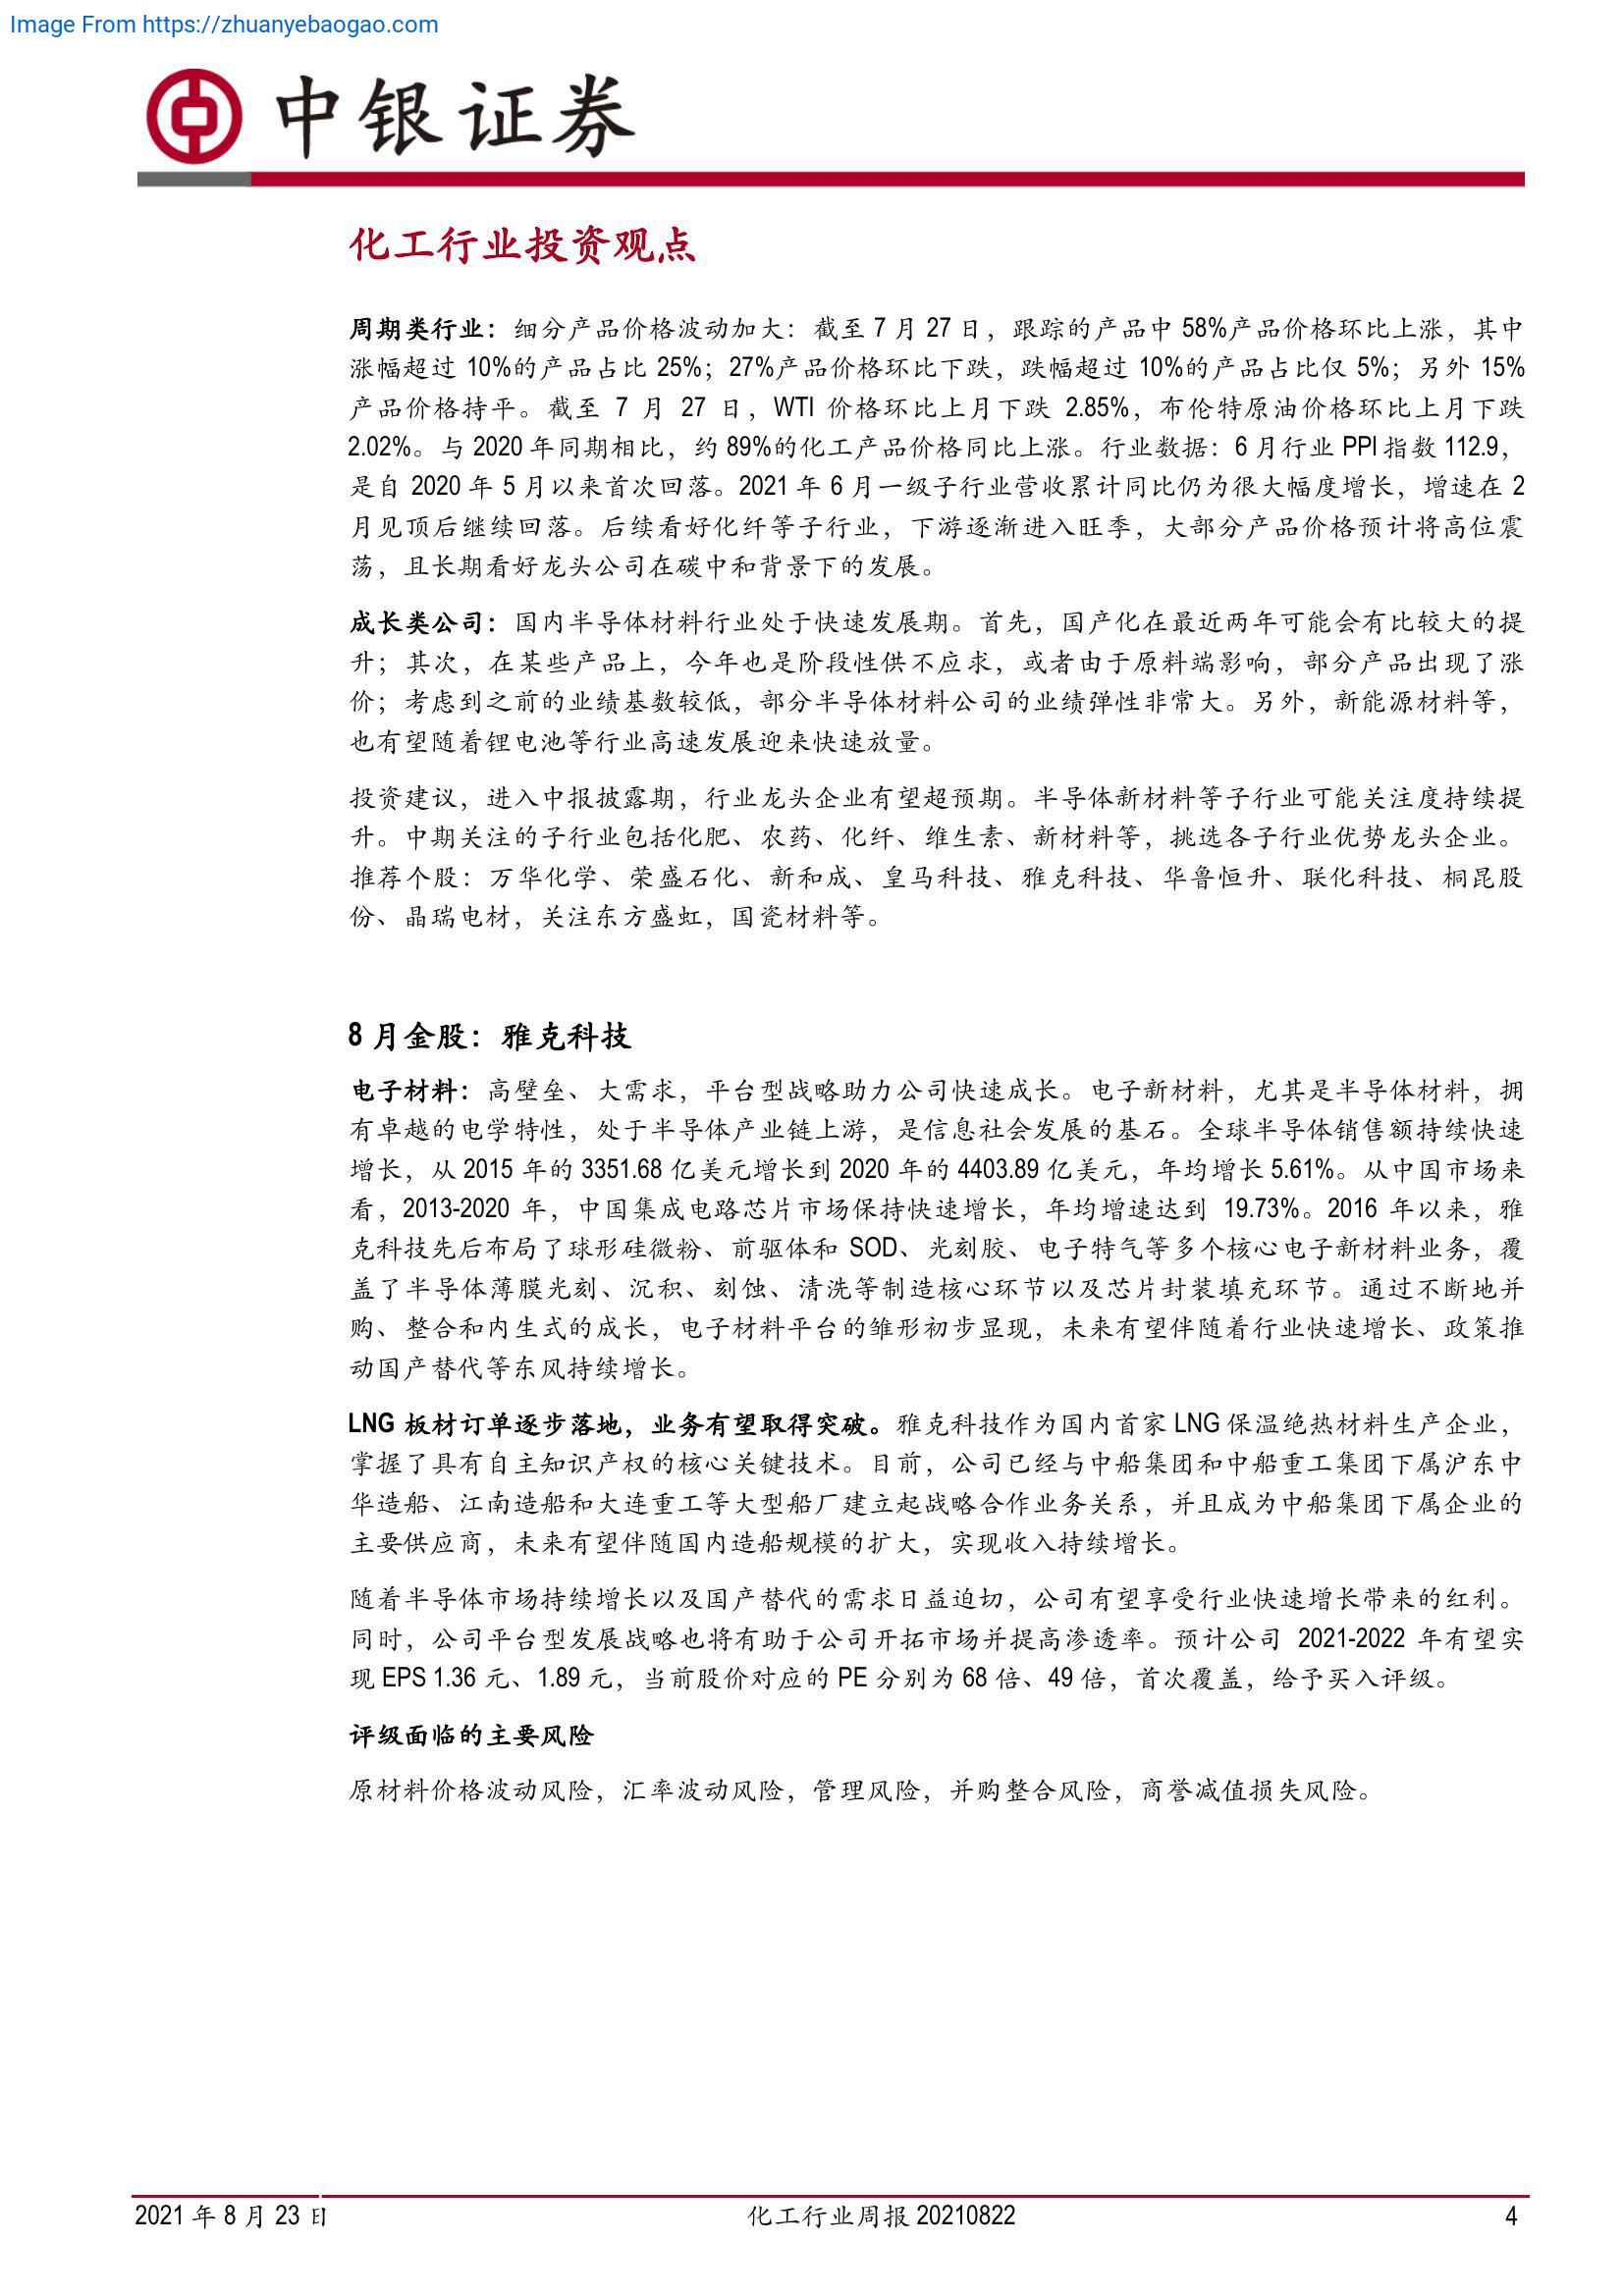 Image From https://zhuanyebaogao.com
中银证券
化工行业投资观点
周期类行业：细分产品价格波动加大：截至 7 月 27 日，跟踪的产品中 58%产品价格环比上涨，其中
涨幅超过 10%的产品占比 25%；27%产品价格环比下跌，跌幅超过 10%的产品占比仅 5%；另外 15%
产品价格持平。截至 7 月 27 日，WTI 价格环比上月下跌 2.85%，布伦特原油价格环比上月下跌
2.02%。与 2020 年同期相比，约 89%的化工产品价格同比上涨。行业数据：6 月行业 PPI 指数 112.9，
是自 2020 年 5 月以来首次回落。2021 年 6 月一级子行业营收累计同比仍为很大幅度增长，增速在 2
月见顶后继续回落。后续看好化纤等子行业，下游逐渐进入旺季，大部分产品价格预计将高位震
荡，且长期看好龙头公司在碳中和背景下的发展。
成长类公司：国内半导体材料行业处于快速发展期。首先，国产化在最近两年可能会有比较大的提
升；其次，在某些产品上，今年也是阶段性供不应求，或者由于原料端影响，部分产品出现了涨
价；考虑到之前的业绩基数较低，部分半导体材料公司的业绩弹性非常大。另外，新能源材料等，
也有望随着锂电池等行业高速发展迎来快速放量。
投资建议，进入中报披露期，行业龙头企业有望超预期。半导体新材料等子行业可能关注度持续提
升。中期关注的子行业包括化肥、农药、化纤、维生素、新材料等，挑选各子行业优势龙头企业。
推荐个股：万华化学、荣盛石化、新和成、皇马科技、雅克科技、华鲁恒升、联化科技、桐昆股
份、晶瑞电材，关注东方盛虹，国瓷材料等。
8 月金股：雅克科技
电子材料：高壁垒、大需求，平台型战略助力公司快速成长。电子新材料，尤其是半导体材料，拥
有卓越的电学特性，处于半导体产业链上游，是信息社会发展的基石。全球半导体销售额持续快速
增长，从 2015 年的 3351.68 亿美元增长到 2020 年的 4403.89 亿美元，年均增长 5.61%。从中国市场来
看，2013-2020 年，中国集成电路芯片市场保持快速增长，年均增速达到 19.73%。2016 年以来，雅
克科技先后布局了球形硅微粉、前驱体和 SOD、光刻胶、电子特气等多个核心电子新材料业务，覆
盖了半导体薄膜光刻、沉积、刻蚀、清洗等制造核心环节以及芯片封装填充环节。通过不断地并
购、整合和内生式的成长，电子材料平台的雏形初步显现，未来有望伴随着行业快速增长、政策推
动国产替代等东风持续增长。
LNG 板材订单逐步落地，业务有望取得突破。雅克科技作为国内首家 LNG 保温绝热材料生产企业，
掌握了具有自主知识产权的核心关键技术。目前，公司已经与中船集团和中船重工集团下属沪东中
华造船、江南造船和大连重工等大型船厂建立起战略合作业务关系，并且成为中船集团下属企业的
主要供应商，未来有望伴随国内造船规模的扩大，实现收入持续增长。
随着半导体市场持续增长以及国产替代的需求日益迫切，公司有望享受行业快速增长带来的红利。
同时，公司平台型发展战略也将有助于公司开拓市场并提高渗透率。预计公司 2021-2022 年有望实
现 EPS 1.36 元、1.89 元，当前股价对应的 PE 分别为 68 倍、49 倍，首次覆盖，给予买入评级。
评级面临的主要风险
原材料价格波动风险，汇率波动风险，管理风险，并购整合风险，商誉减值损失风险。
2021 年 8 月 23 日
化工行业周报 20210822
4